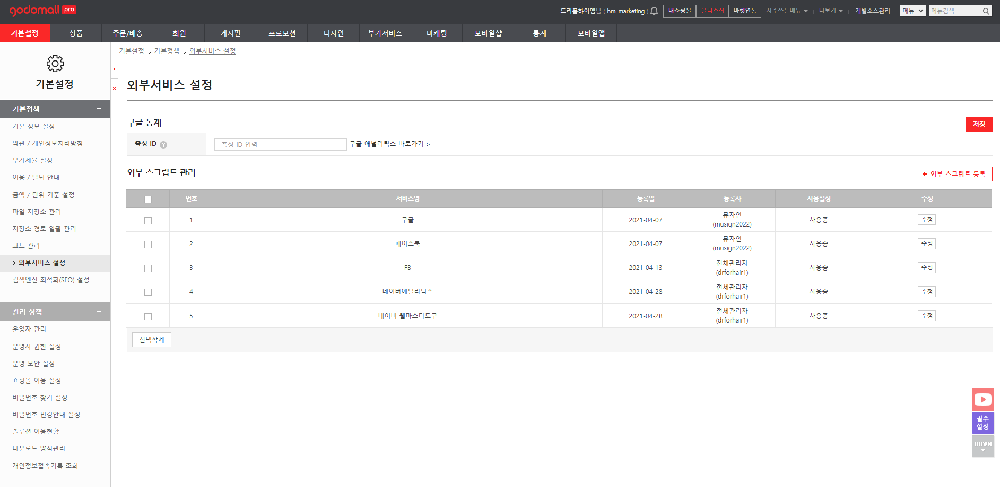 godomall pro
트리플하이엠님 ( hm_marketing ) 내쇼핑몰 플러스샵 마켓연동 자주쓰는메뉴 더보기 개발소스관리 메뉴 메뉴검색
기본설정 상품 주문/배송 회원 게시판 프로모션 디자인 부가서비스 마케팅 모바일샵 통계 모바일앱
기본설정 > 기본정책 > 외부서비스 설정
기본설정
외부서비스 설정
기본정책
기본 정보 설정
약관 / 개인정보처리방침
부가세율 설정
이용 / 탈퇴 안내
금액 / 단위 기준 설정
파일 저장소 관리
저장소 경로 일괄 관리
코드 관리
> 외부서비스 설정
검색엔진 최적화(SEO) 설정
관리 정책
운영자 관리
운영자 권한 설정
운영 보안 설정
쇼핑몰 이용 설정
비밀번호 찾기 설정
비밀번호 변경안내 설정
솔루션 이용현황
다운로드 양식관리
개인정보접속기록 조회
구글 통계 저장
측정 ID ? 측정 ID 입력 구글 애널리틱스 바로가기 >
외부 스크립트 관리 + 외부 스크립트 등록
번호 서비스명 등록일 등록자 사용설정 수정
1 구글 2021-04-07 뮤자인 (musign2022) 사용중 수정
2 페이스북 2021-04-07 뮤자인 (musign2022) 사용중 수정
3 FB 2021-04-13 전체관리자 (drforhair1) 사용중 수정
4 네이버애널리틱스 2021-04-28 전체관리자 (drforhair1) 사용중 수정
5 네이버 웹마스터도구 2021-04-28 전체관리자 (drforhair1) 사용중 수정
선택삭제
필수
설정
DOWN